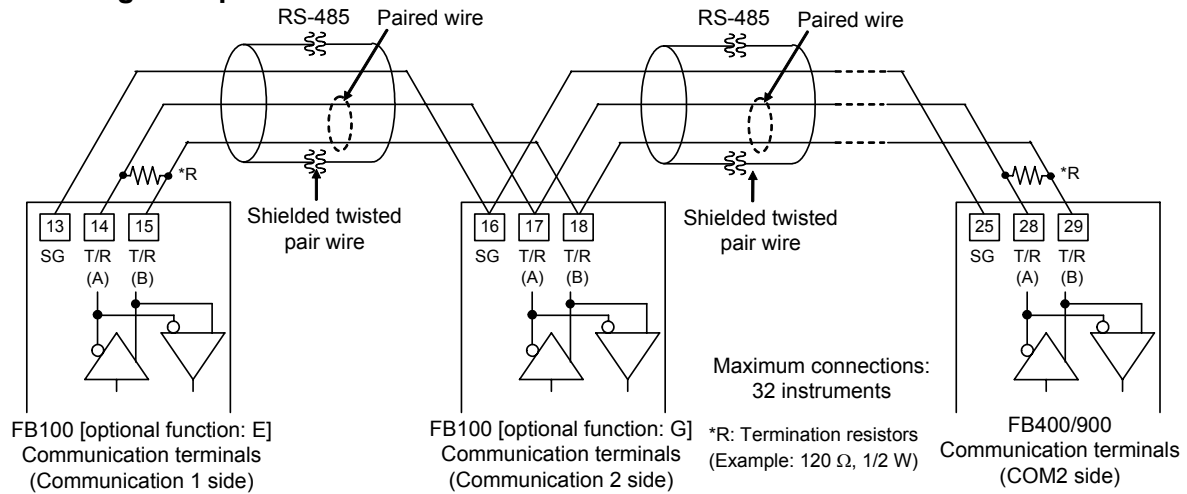 RS-485
Paired wire
RS-485
Paired wire
*R
*R
Shielded twisted
pair wire
Shielded twisted
pair wire
13
14
15
SG
T/R
(A)
T/R
(B)
16
17
18
SG
T/R
(A)
T/R
(B)
25
28
29
SG
T/R
(A)
T/R
(B)
Maximum connections:
32 instruments
*R: Termination resistors
(Example: 120 Ω, 1/2 W)
FB100 [optional function: E]
Communication terminals
(Communication 1 side)
FB100 [optional function: G]
Communication terminals
(Communication 2 side)
FB400/900
Communication terminals
(COM2 side)